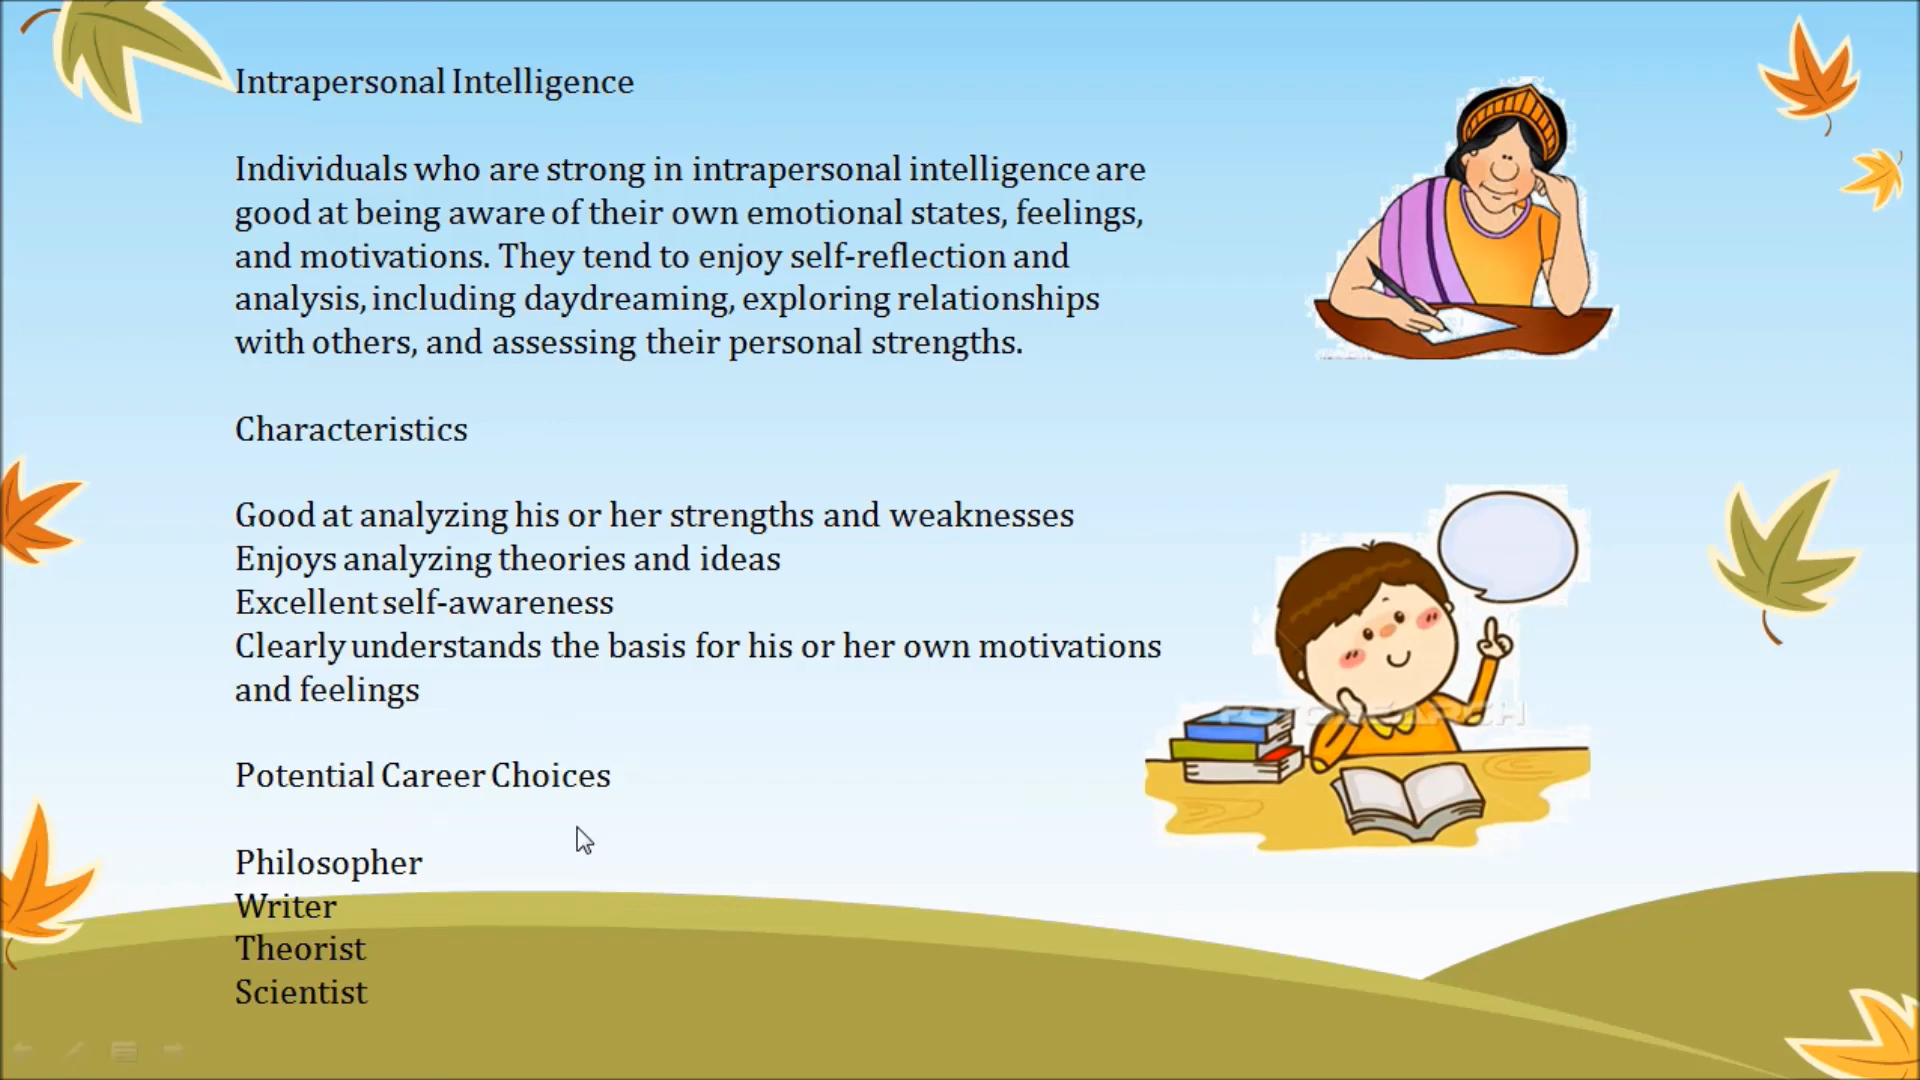 Intrapersonal Intelligence
Individuals who are strong in intrapersonal intelligence are
good at being aware of their own emotional states, feelings,
and motivations. They tend to enjoy self-reflection and
analysis, including daydreaming, exploring relationships
with others, and assessing their personal strengths.
Characteristics
Good at analyzing his or her strengths and weaknesses
Enjoys analyzing theories and ideas
Excellent self-awareness
Clearly understands the basis for his or her own motivations
and feelings
Potential Career Choices
Philosopher
Writer
Theorist
Scientist